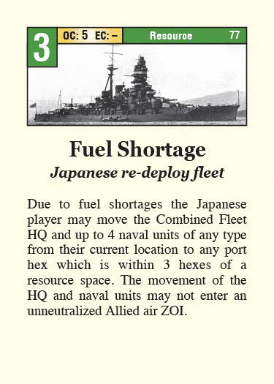 3 OC: 5 EC: – Resource 77
Fuel Shortage
Japanese re-deploy fleet
Due to fuel shortages the Japanese
player may move the Combined Fleet
HQ and up to 4 naval units of any type
from their current location to any port
hex which is within 3 hexes of a
resource space. The movement of the
HQ and naval units may not enter an
unneutralized Allied air ZOI.